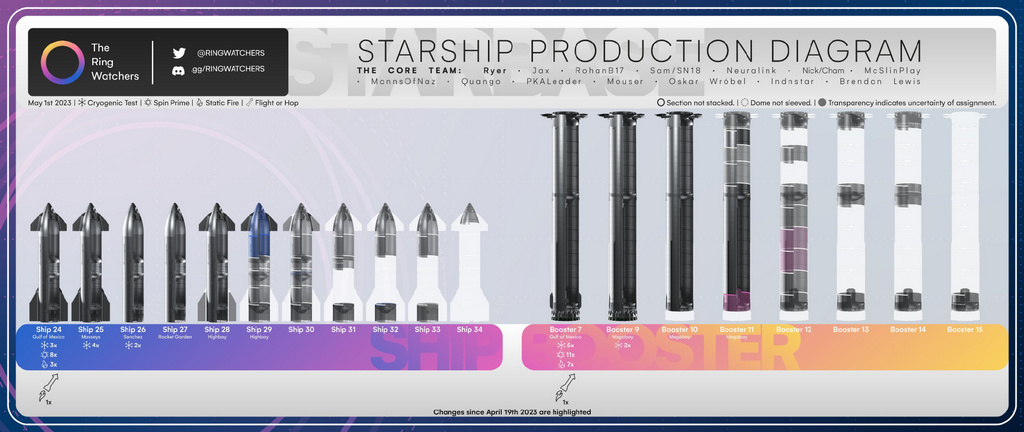 The
Ring
Watchers
@RINGWATCHERS
.gg/RINGWATCHERS
STARBASE
STARSHIP PRODUCTION DIAGRAM
THE CORE TEAM: Ryer · Jax · RohanB17 · Sam/SN18 · Neuralink · Nick/Cham · McSlinPlay
· MannsOfNaz · Quango · PKALeader · Mouser · Oskar Wróbel · Indnstar · Brendon Lewis
May 1st 2023 | Cryogenic Test | Spin Prime | Static Fire | Flight or Hop
Section not stacked. | Dome not sleeved. | Transparency indicates uncertainty of assignment.
Ship 24 Ship 25 Ship 26 Ship 27 Ship 28 Ship 29 Ship 30 Ship 31 Ship 32 Ship 33 Ship 34
Gulf of Mexico Masseys Sanchez Rocket Garden Highbay Highbay
3x 4x 2x
8x
3x
1x
SHIP
Booster 7 Booster 9 Booster 10 Booster 11 Booster 12 Booster 13 Booster 14 Booster 15
Gulf of Mexico Megabay Megabay Megabay
6x 2x
11x
7x
1x
BOOSTER
Changes since April 19th 2023 are highlighted